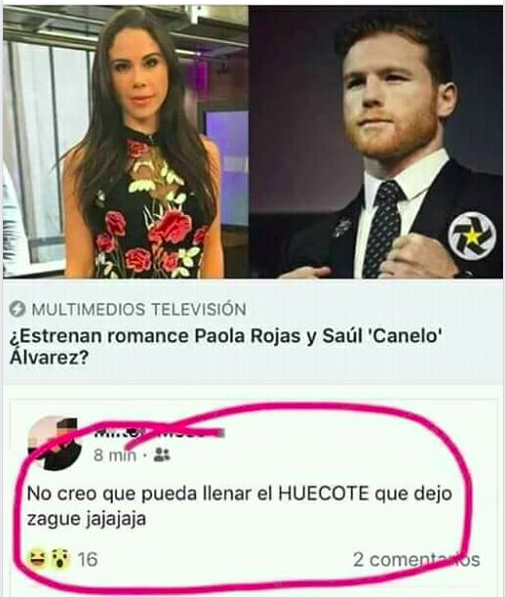 MULTIMEDIOS TELEVISIÓN
¿Estrenan romance Paola Rojas y Saúl 'Canelo'
Álvarez?
8 min
No creo que pueda llenar el HUECOTE que dejo
zague jajajaja
16 2 comentarios